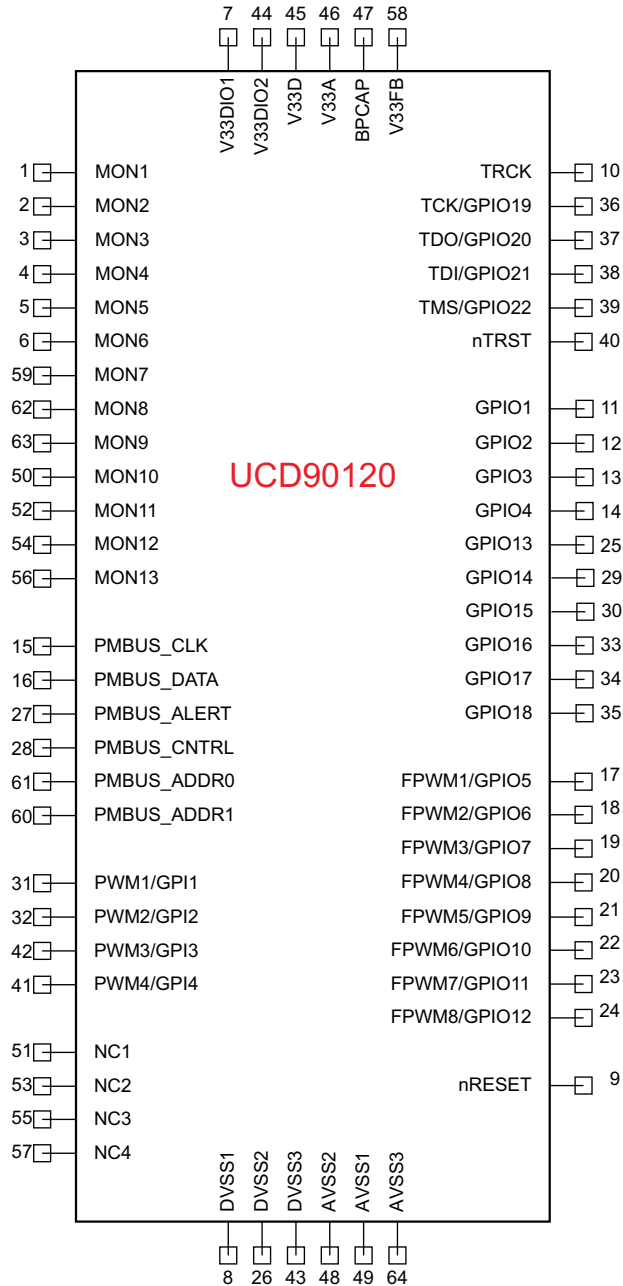 7 44 45 46 47 58
V33DIO1
V33DIO2
V33D
V33A
BPCAP
V33FB
1 MON1
2 MON2
3 MON3
4 MON4
5 MON5
6 MON6
59 MON7
62 MON8
63 MON9
50 MON10
52 MON11
54 MON12
56 MON13
15 PMBUS_CLK
16 PMBUS_DATA
27 PMBUS_ALERT
28 PMBUS_CNTRL
61 PMBUS_ADDR0
60 PMBUS_ADDR1
31 PWM1/GPI1
32 PWM2/GPI2
42 PWM3/GPI3
41 PWM4/GPI4
51 NC1
53 NC2
55 NC3
57 NC4
UCD90120
TRCK 10
TCK/GPIO19 36
TDO/GPIO20 37
TDI/GPIO21 38
TMS/GPIO22 39
nTRST 40
GPIO1 11
GPIO2 12
GPIO3 13
GPIO4 14
GPIO13 25
GPIO14 29
GPIO15 30
GPIO16 33
GPIO17 34
GPIO18 35
FPWM1/GPIO5 17
FPWM2/GPIO6 18
FPWM3/GPIO7 19
FPWM4/GPIO8 20
FPWM5/GPIO9 21
FPWM6/GPIO10 22
FPWM7/GPIO11 23
FPWM8/GPIO12 24
nRESET 9
DVSS1
DVSS2
DVSS3
AVSS2
AVSS1
AVSS3
8 26 43 48 49 64